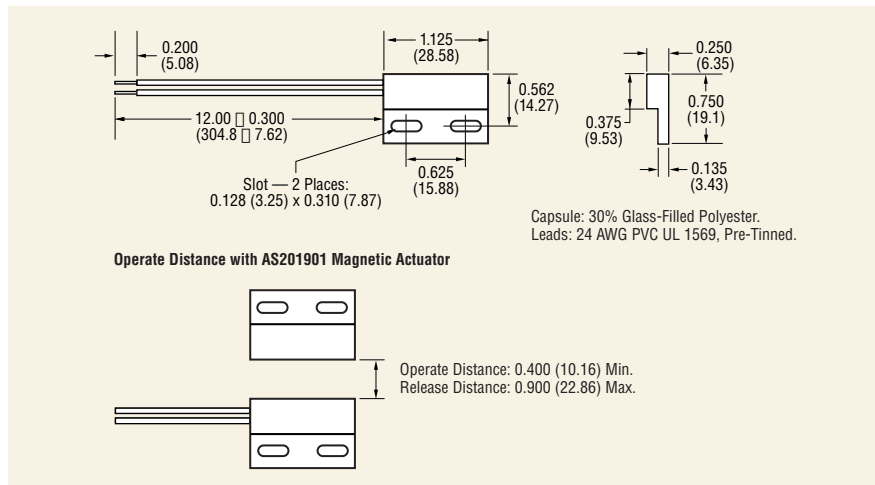 0.200
(5.08)
1.125
(28.58)
0.250
(6.35)
0.562
(14.27)
0.375
(9.53)
0.750
(19.1)
12.00 □ 0.300
(304.8 □ 7.62)
0.625
(15.88)
0.135
(3.43)
Slot — 2 Places:
0.128 (3.25) x 0.310 (7.87)
Capsule: 30% Glass-Filled Polyester.
Leads: 24 AWG PVC UL 1569, Pre-Tinned.
Operate Distance with AS201901 Magnetic Actuator
Operate Distance: 0.400 (10.16) Min.
Release Distance: 0.900 (22.86) Max.